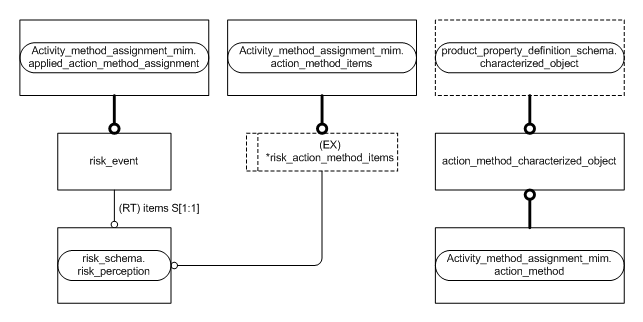 Activity_method_assignment_mim.
applied_action_method_assignment
Activity_method_assignment_mim.
action_method_items
product_property_definition_schema.
characterized_object
risk_event
(EX)
*risk_action_method_items
action_method_characterized_object
(RT) items S[1:1]
risk_schema.
risk_perception
Activity_method_assignment_mim.
action_method